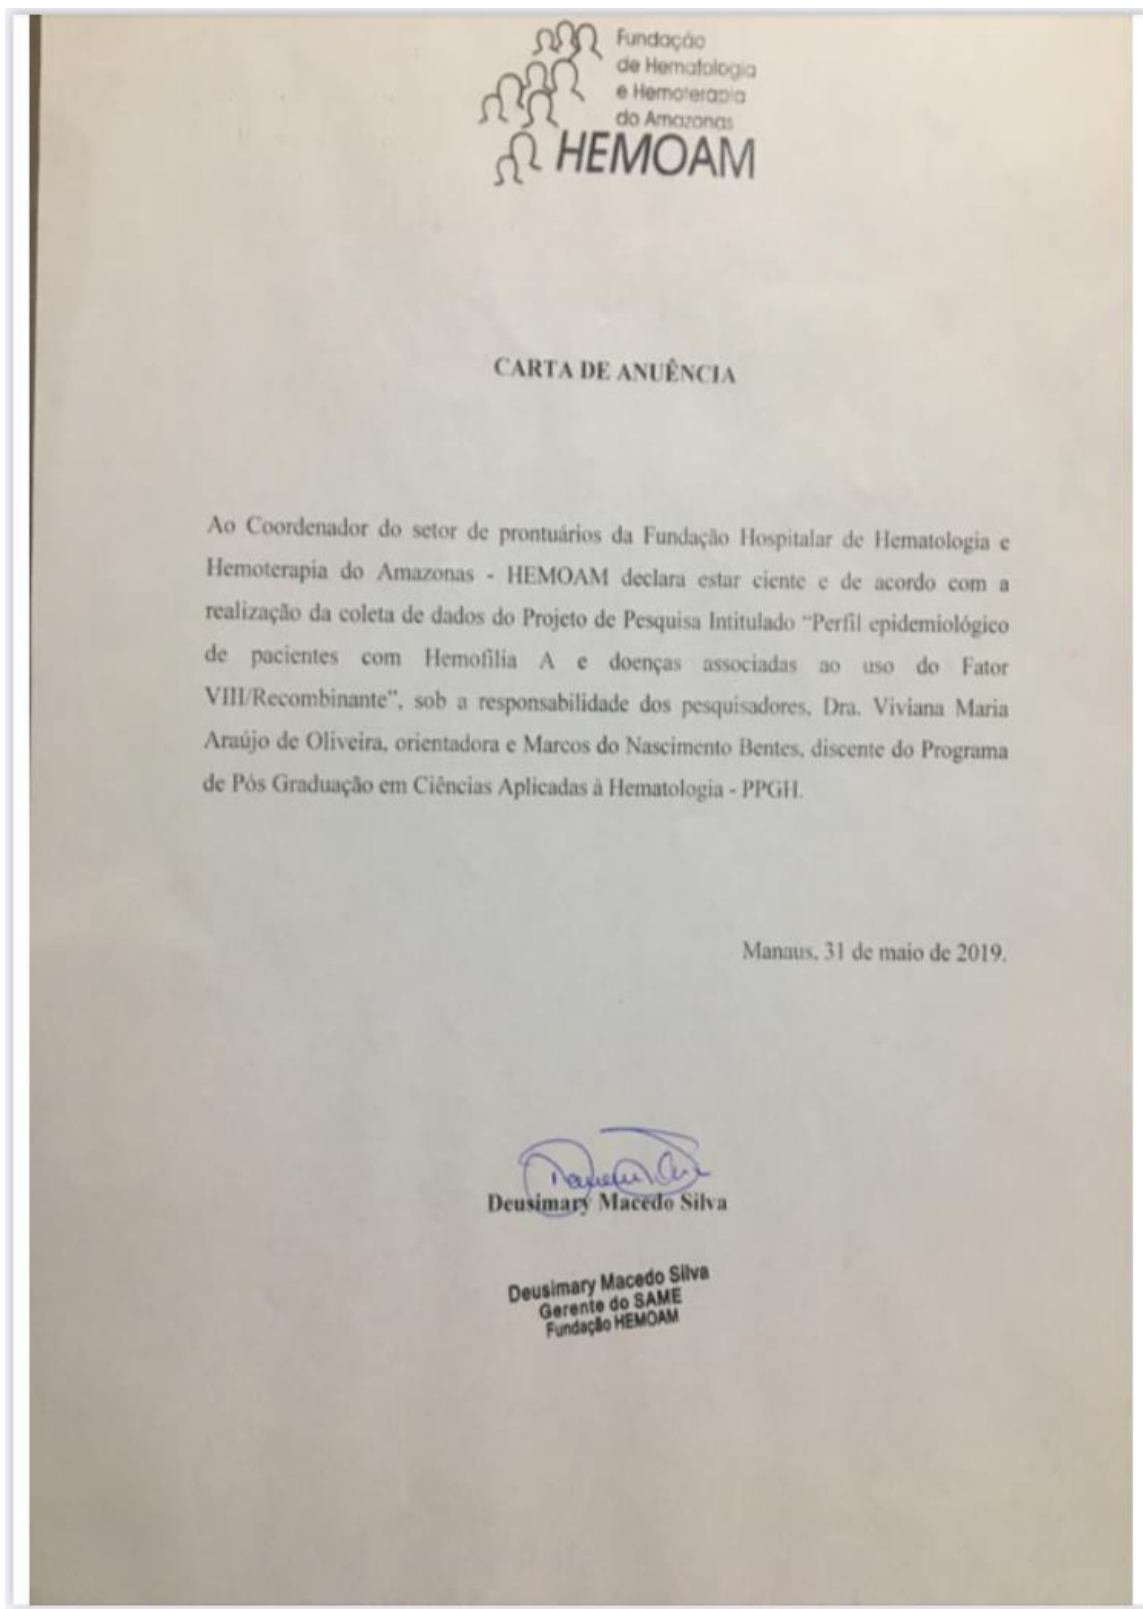 Fundação
de Hematologia
e Hemoterapia
do Amazonas
HEMOAM
CARTA DE ANUÊNCIA
Ao Coordenador do setor de prontuários da Fundação Hospitalar de Hematologia e
Hemoterapia do Amazonas - HEMOAM declara estar ciente e de acordo com a
realização da coleta de dados do Projeto de Pesquisa Intitulado “Perfil epidemiológico
de pacientes com Hemofilia A e doenças associadas ao uso do Fator
VIII/Recombinante”, sob a responsabilidade dos pesquisadores, Dra. Viviana Maria
Araújo de Oliveira, orientadora e Marcos do Nascimento Bentes, discente do Programa
de Pós Graduação em Ciências Aplicadas à Hematologia - PPGH.
Manaus, 31 de maio de 2019.
Deusimary Macedo Silva
Deusimary Macedo Silva
Gerente do SAME
Fundação HEMOAM